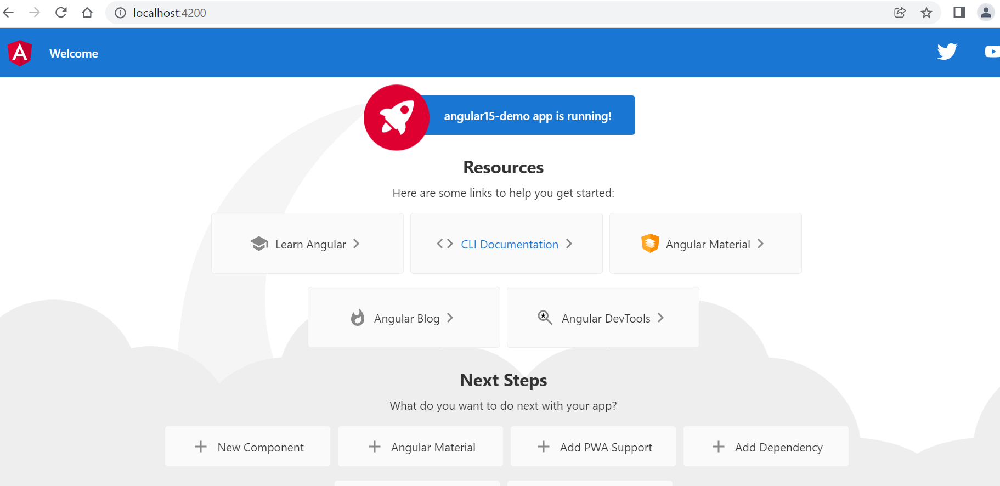 localhost:4200
Welcome
angular15-demo app is running!
Resources
Here are some links to help you get started:
Learn Angular
CLI Documentation
Angular Material
Angular Blog
Angular DevTools
Next Steps
What do you want to do next with your app?
New Component
Angular Material
Add PWA Support
Add Dependency